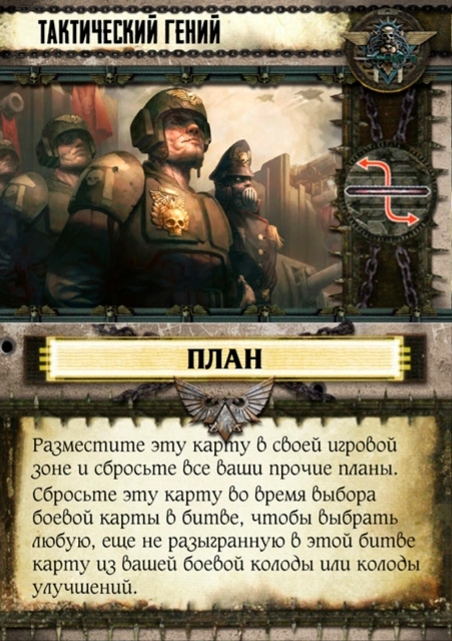 ТАКТИЧЕСКИЙ ГЕНИЙ
ПЛАН
Разместите эту карту в своей игровой
зоне и сбросьте все ваши прочие планы.
Сбросьте эту карту во время выбора
боевой карты в битве, чтобы выбрать
любую, еще не разыгранную в этой битве
карту из вашей боевой колоды или колоды
улучшений.